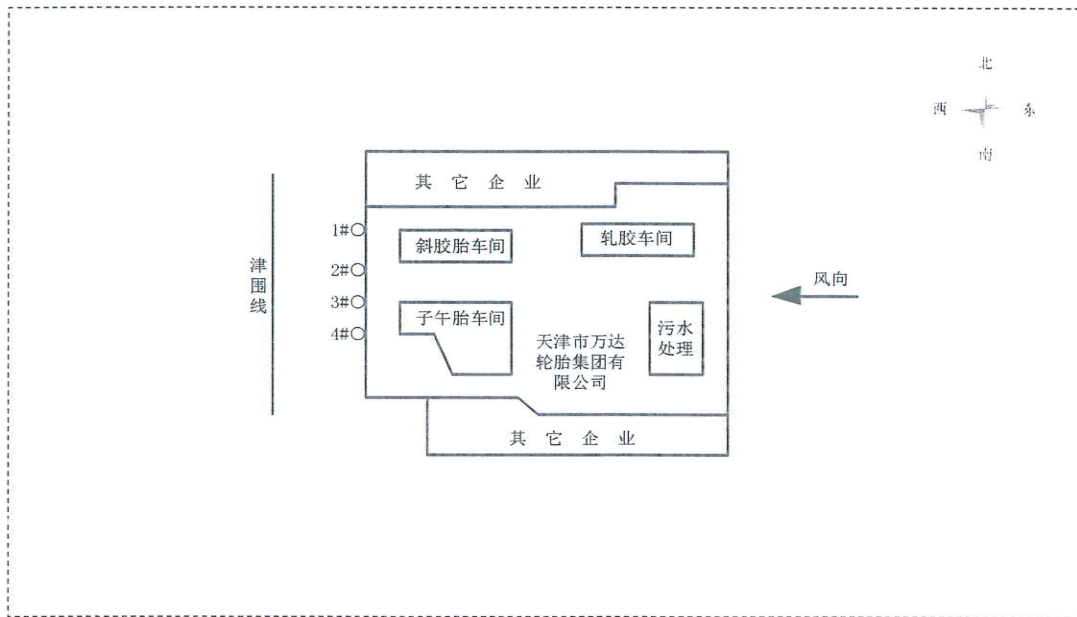 北
西 东
南
其 它 企 业
1#
斜胶胎车间
轧胶车间
2#
津围线
风向
3#
子午胎车间
4#
污水
处理
天津市万达
轮胎集团有
限公司
其 它 企 业